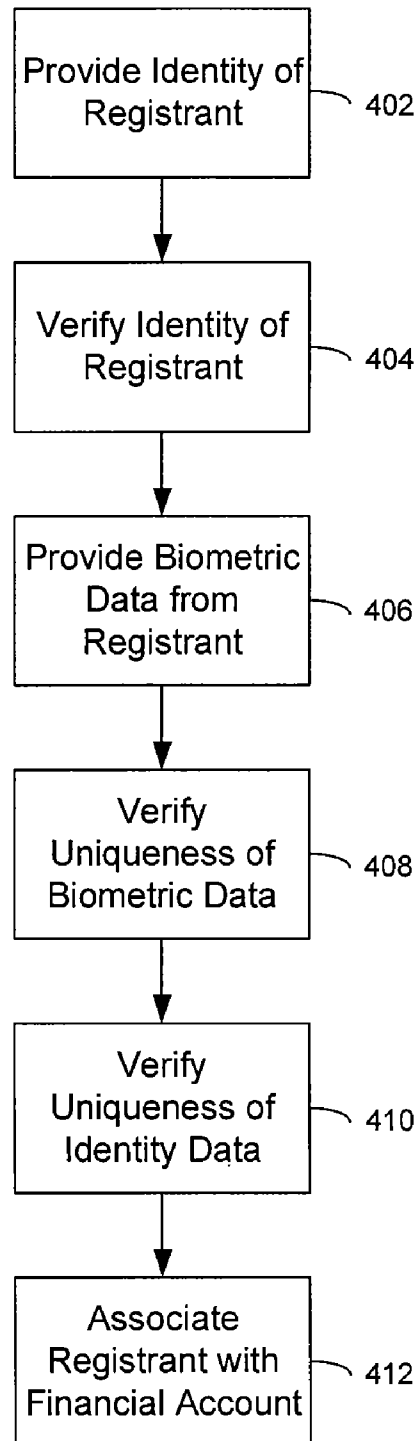 Provide Identity of
Registrant
402
Verify Identity of
Registrant
404
Provide Biometric
Data from
Registrant
406
Verify
Uniqueness of
Biometric Data
408
Verify
Uniqueness of
Identity Data
410
Associate
Registrant with
Financial Account
412